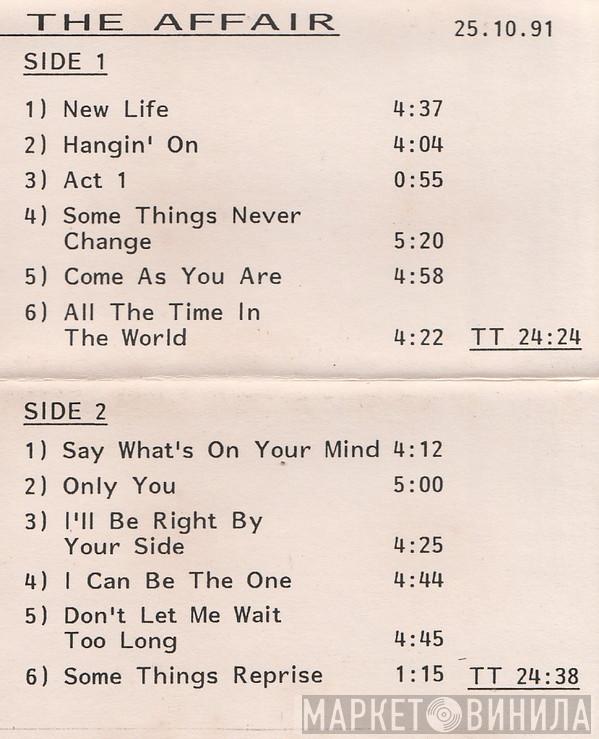 THE AFFAIR 25.10.91
SIDE 1
1) New Life 4:37
2) Hangin' On 4:04
3) Act 1 0:55
4) Some Things Never
Change 5:20
5) Come As You Are 4:58
6) All The Time In
The World 4:22 TT 24:24
SIDE 2
1) Say What's On Your Mind 4:12
2) Only You 5:00
3) I'll Be Right By
Your Side 4:25
4) I Can Be The One 4:44
5) Don't Let Me Wait
Too Long 4:45
6) Some Things Reprise 1:15 TT 24:38
МАРКЕТ ВИНИЛА